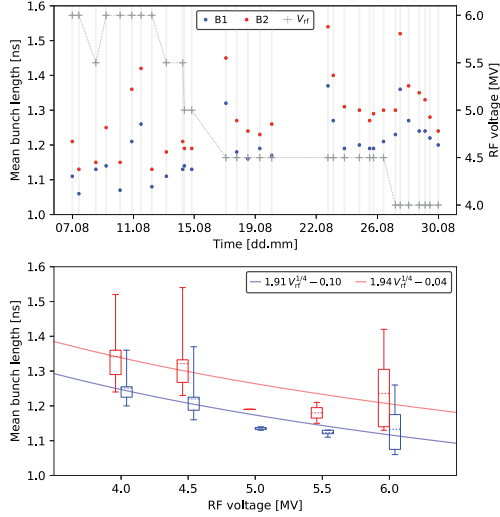 B1 B2 Vrf
Mean bunch length [ns]
1.6
1.5
1.4
1.3
1.2
1.1
1.0
RF voltage [MV]
6.0
5.5
5.0
4.5
4.0
07.08 11.08 15.08 18.08 22.08 26.08 30.08
Time [dd.mm]
1.91 Vrf^1/4 − 0.10 1.94 Vrf^1/4 − 0.04
Mean bunch length [ns]
1.6
1.5
1.4
1.3
1.2
1.1
1.0
4.0 4.5 5.0 5.5 6.0
RF voltage [MV]